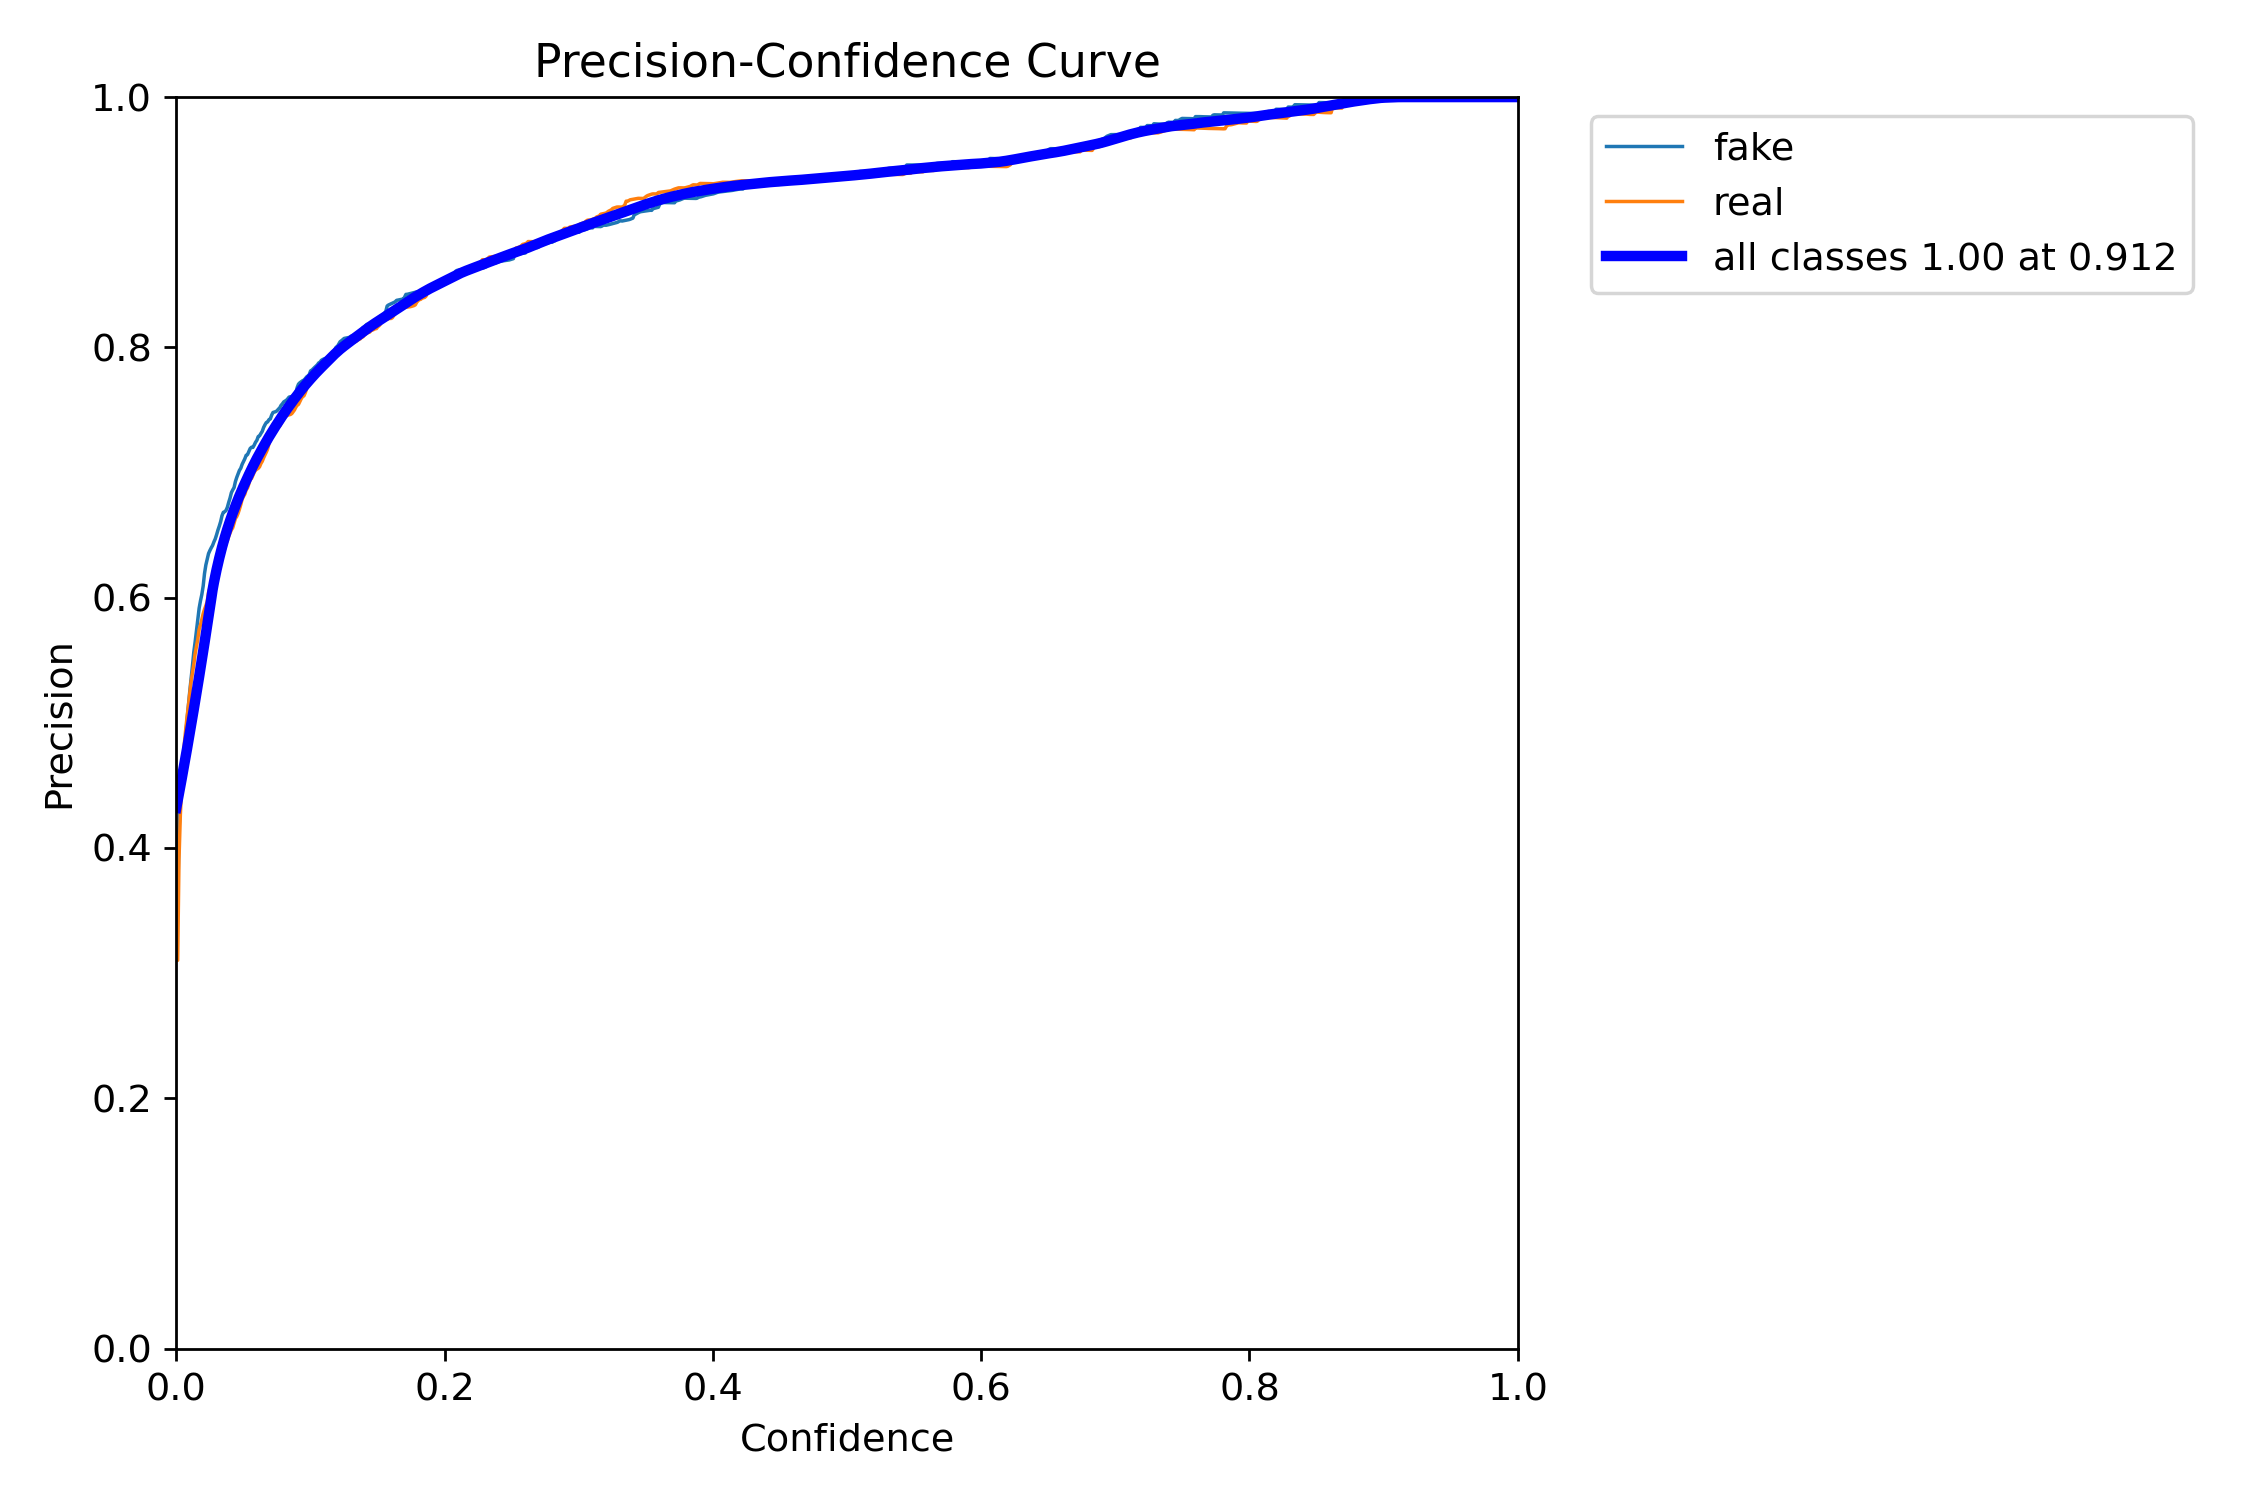 Precision-Confidence Curve
1.0
0.8
0.6
0.4
0.2
0.0
Precision
0.0 0.2 0.4 0.6 0.8 1.0
Confidence
fake
real
all classes 1.00 at 0.912